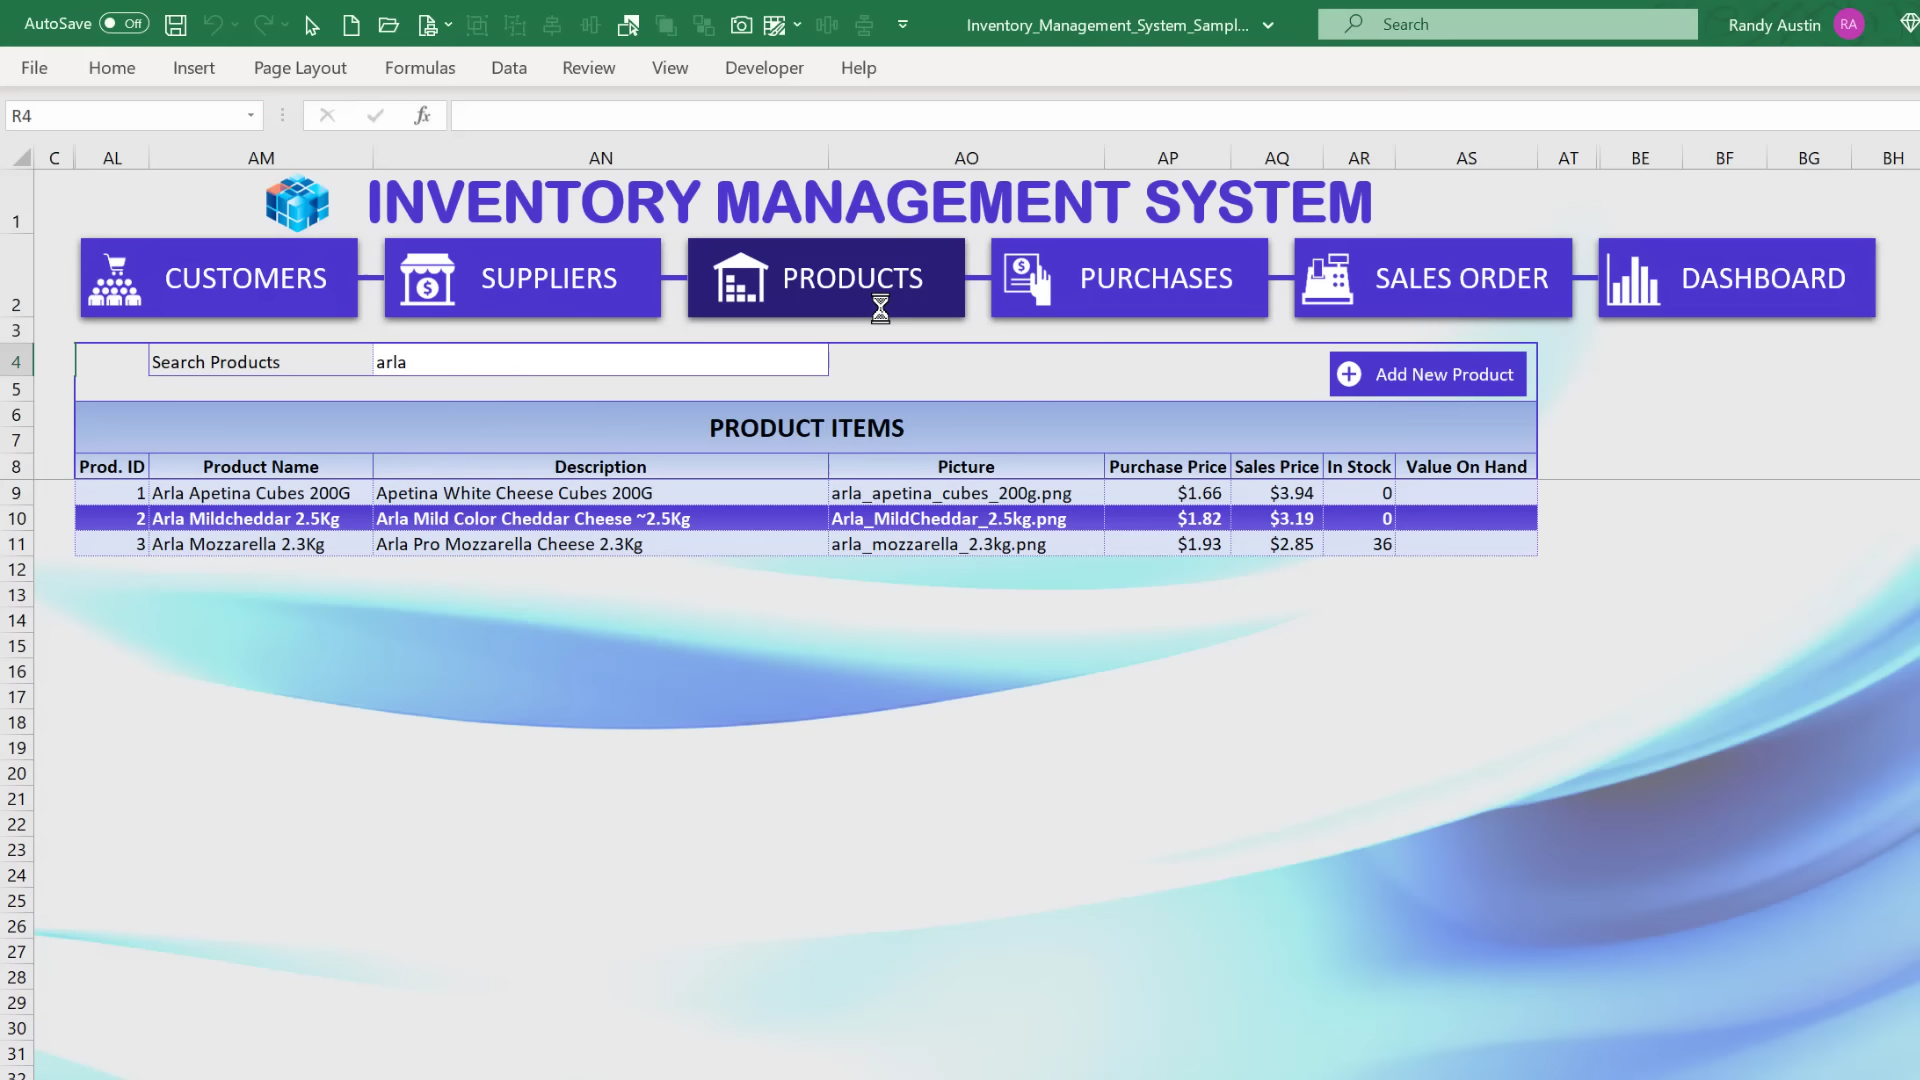 AutoSave Off Inventory_Management_System_Sampl... Search Randy Austin RA
File Home Insert Page Layout Formulas Data Review View Developer Help
R4 fx
C AL AM AN AO AP AQ AR AS AT BE BF BG BH
1 INVENTORY MANAGEMENT SYSTEM
2 CUSTOMERS SUPPLIERS PRODUCTS PURCHASES SALES ORDER DASHBOARD
3
4 Search Products arla
Add New Product
5
6
PRODUCT ITEMS
7
8 Prod. ID Product Name Description Picture Purchase Price Sales Price In Stock Value On Hand
9 1 Arla Apetina Cubes 200G Apetina White Cheese Cubes 200G arla_apetina_cubes_200g.png $1.66 $3.94 0
10 2 Arla Mildcheddar 2.5Kg Arla Mild Color Cheddar Cheese ~2.5Kg Arla_MildCheddar_2.5kg.png $1.82 $3.19 0
11 3 Arla Mozzarella 2.3Kg Arla Pro Mozzarella Cheese 2.3Kg arla_mozzarella_2.3kg.png $1.93 $2.85 36
12
13
14
15
16
17
18
19
20
21
22
23
24
25
26
27
28
29
30
31
32